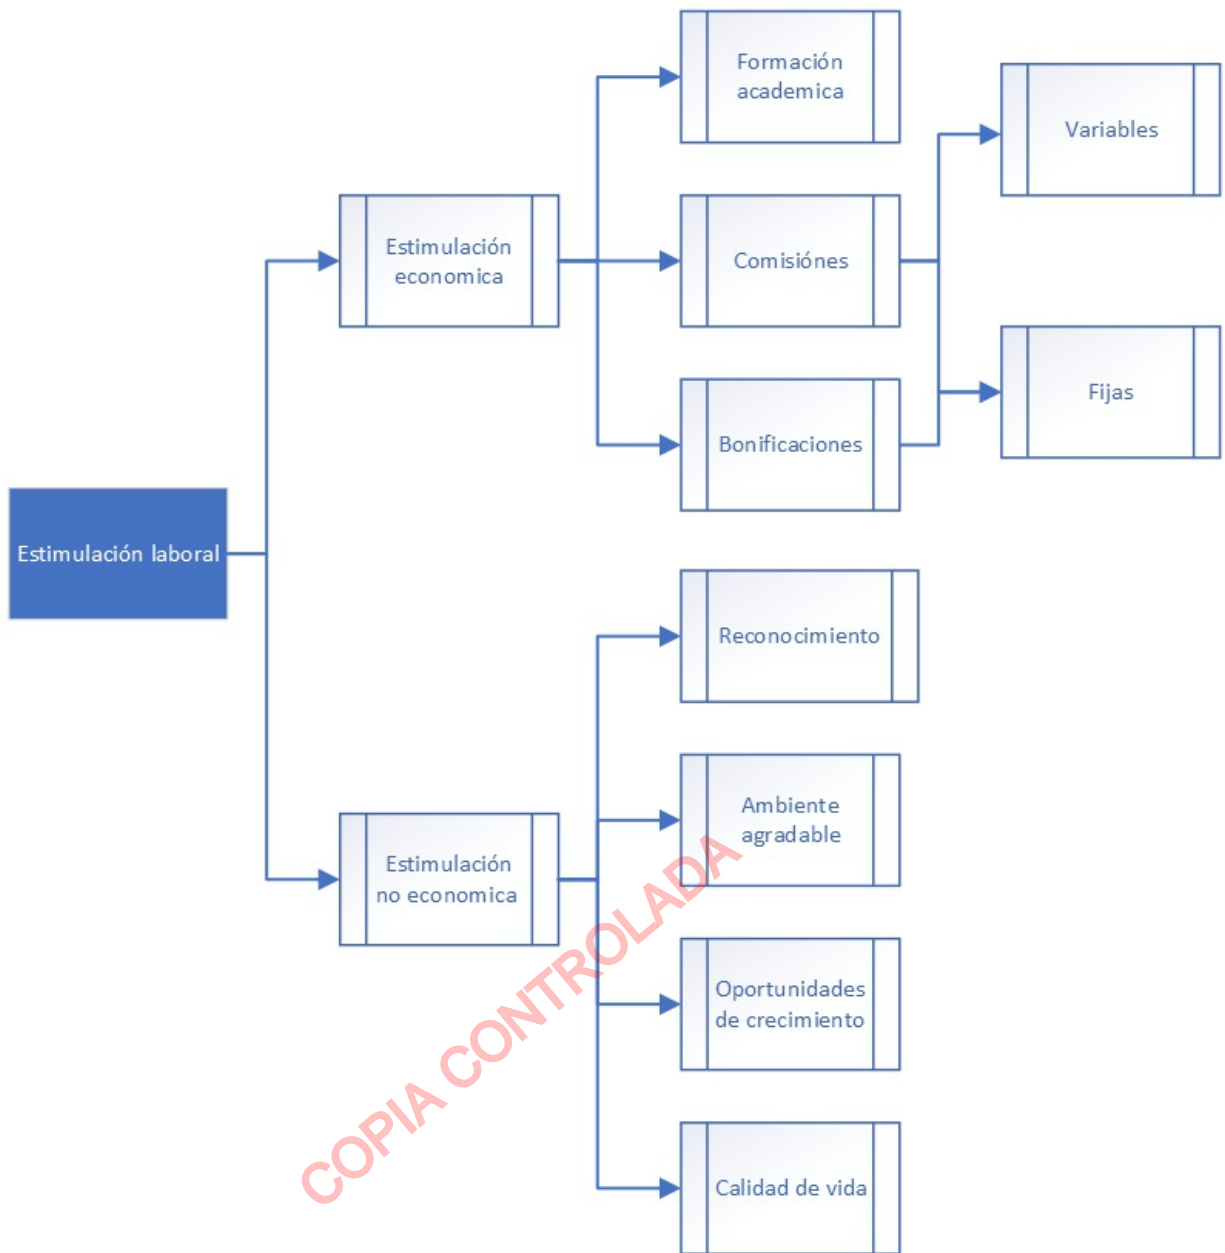 Formación
academica
Variables
Estimulación
economica
Comisiónes
Fijas
Bonificaciones
Estimulación laboral
Reconocimiento
Ambiente
agradable
Estimulación
no economica
Oportunidades
de crecimiento
Calidad de vida
COPIA CONTROLADA